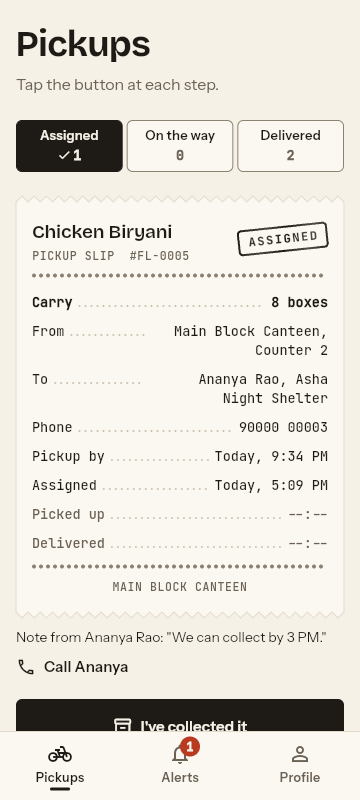 Pickups
Tap the button at each step.
Assigned
1
On the way
0
Delivered
2
Chicken Biryani
PICKUP SLIP #FL-0005
ASSIGNED
Carry 8 boxes
From Main Block Canteen,
Counter 2
To Ananya Rao, Asha
Night Shelter
Phone 90000 00003
Pickup by Today, 9:34 PM
Assigned Today, 5:09 PM
Picked up --:--
Delivered --:--
MAIN BLOCK CANTEEN
Note from Ananya Rao: "We can collect by 3 PM."
Call Ananya
I've collected it
1
Pickups
Alerts
Profile